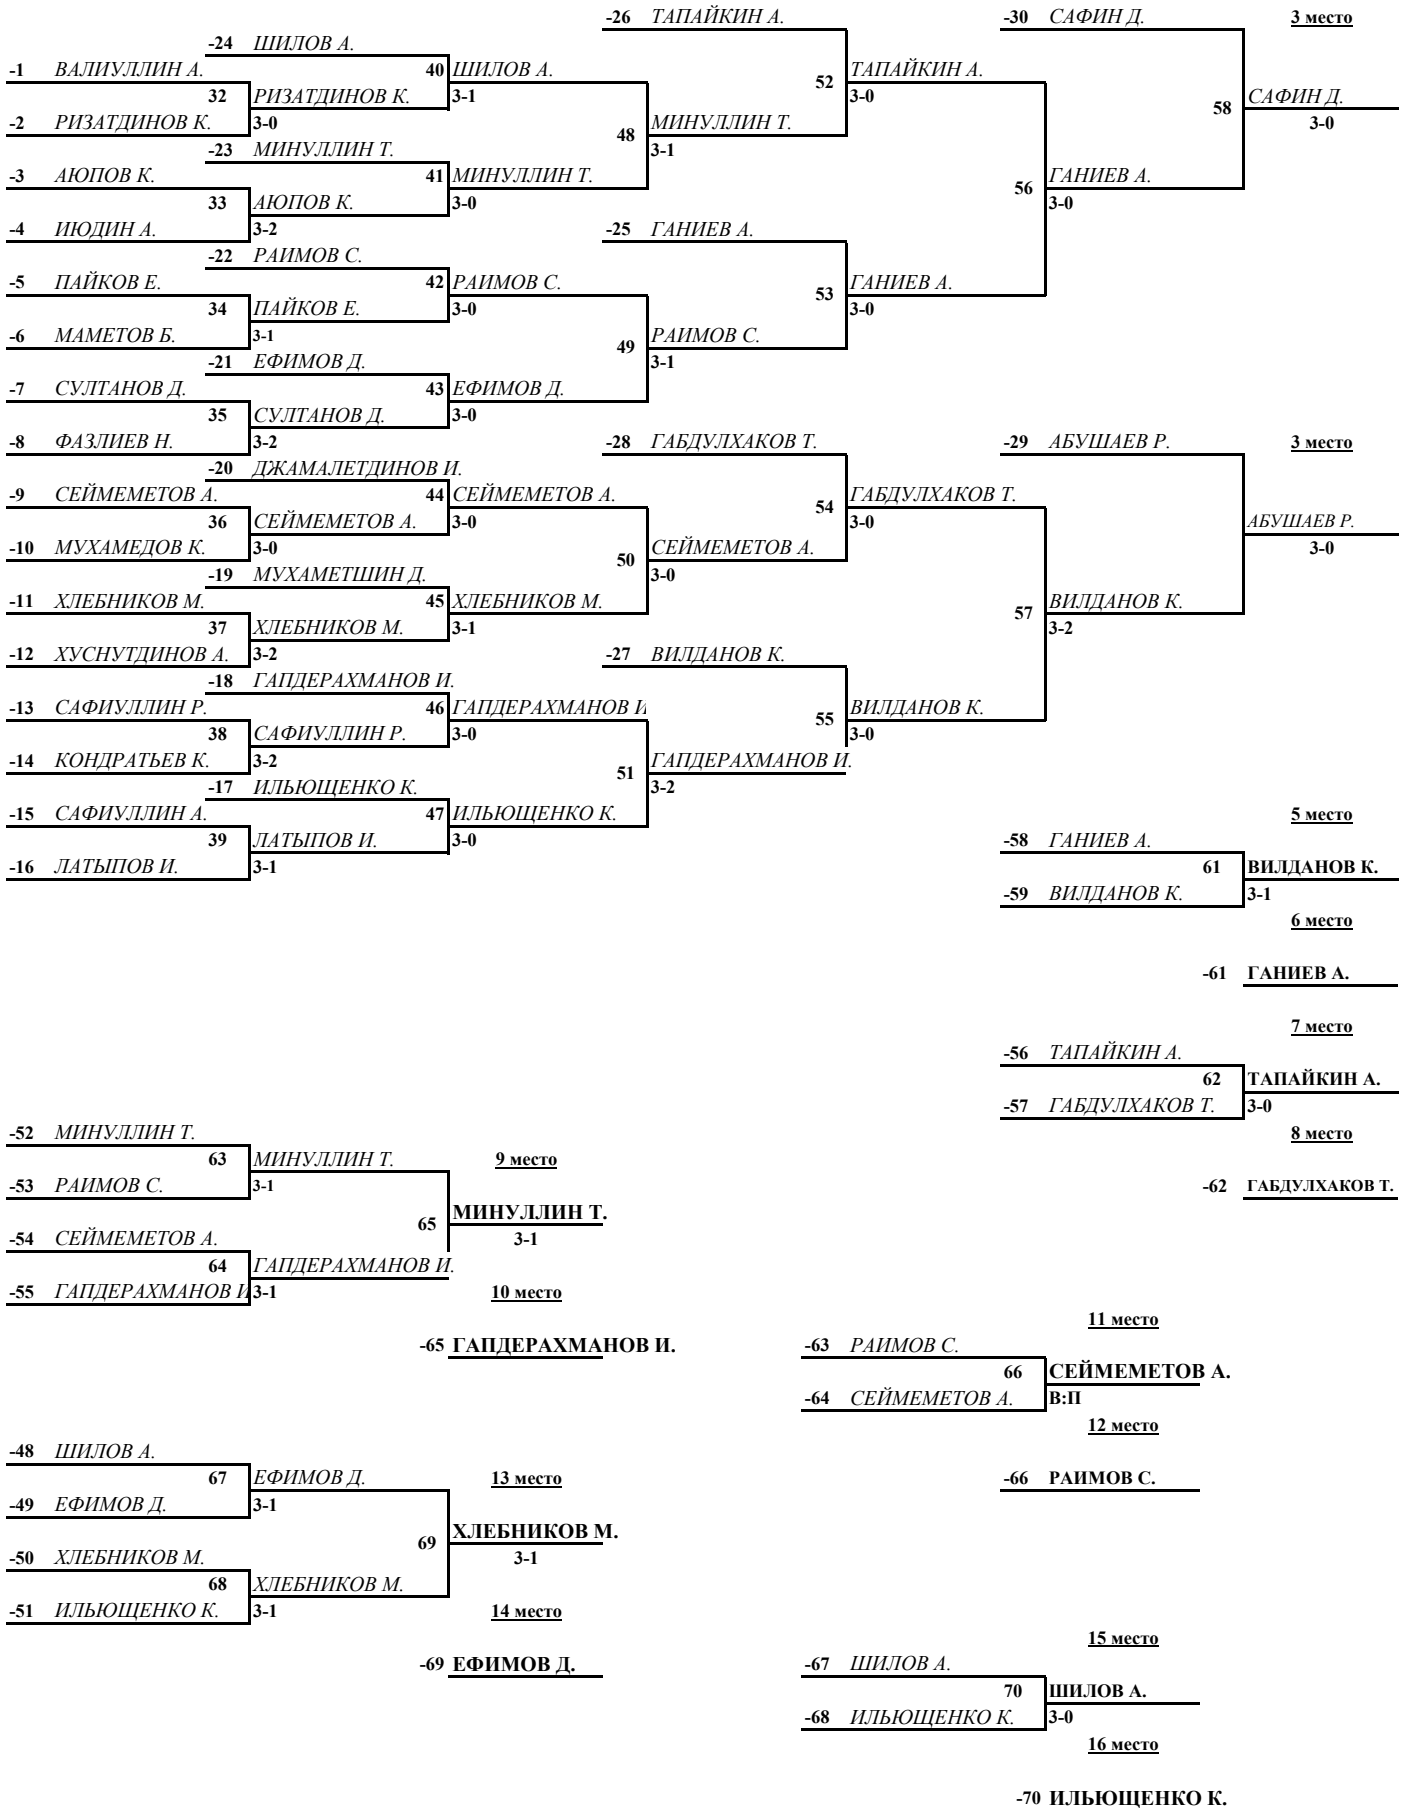 -26 ТАПАЙКИН А. -30 САФИН Д. 3 место
-24 ШИЛОВ А.
-1 ВАЛИУЛЛИН А. 40 ШИЛОВ А. 52 ТАПАЙКИН А.
32 РИЗАТДИНОВ К. 3-1 3-0 58 САФИН Д.
-2 РИЗАТДИНОВ К. 3-0 48 МИНУЛЛИН Т. 3-0
-23 МИНУЛЛИН Т. 3-1
-3 АЮПОВ К. 41 МИНУЛЛИН Т. 56 ГАНИЕВ А.
33 АЮПОВ К. 3-0 3-0
-4 ИЮДИН А. 3-2 -25 ГАНИЕВ А.
-22 РАИМОВ С.
-5 ПАЙКОВ Е. 42 РАИМОВ С. 53 ГАНИЕВ А.
34 ПАЙКОВ Е. 3-0 3-0
-6 МАМЕТОВ Б. 3-1 49 РАИМОВ С.
-21 ЕФИМОВ Д. 3-1
-7 СУЛТАНОВ Д. 43 ЕФИМОВ Д.
35 СУЛТАНОВ Д. 3-0
-8 ФАЗЛИЕВ Н. 3-2 -28 ГАБДУЛХАКОВ Т. -29 АБУШАЕВ Р. 3 место
-20 ДЖАМАЛЕТДИНОВ И.
-9 СЕЙМЕМЕТОВ А. 44 СЕЙМЕМЕТОВ А. 54 ГАБДУЛХАКОВ Т.
36 СЕЙМЕМЕТОВ А. 3-0 3-0 АБУШАЕВ Р.
-10 МУХАМЕДОВ К. 3-0 50 СЕЙМЕМЕТОВ А. 3-0
-19 МУХАМЕТШИН Д. 3-0
-11 ХЛЕБНИКОВ М. 45 ХЛЕБНИКОВ М. 57 ВИЛДАНОВ К.
37 ХЛЕБНИКОВ М. 3-1 3-2
-12 ХУСНУТДИНОВ А. 3-2 -27 ВИЛДАНОВ К.
-18 ГАПДЕРАХМАНОВ И.
-13 САФИУЛЛИН Р. 46 ГАПДЕРАХМАНОВ И 55 ВИЛДАНОВ К.
38 САФИУЛЛИН Р. 3-0 3-0
-14 КОНДРАТЬЕВ К. 3-2 51 ГАПДЕРАХМАНОВ И.
-17 ИЛЬЮЩЕНКО К. 3-2
-15 САФИУЛЛИН А. 47 ИЛЬЮЩЕНКО К. 5 место
39 ЛАТЫПОВ И. 3-0 -58 ГАНИЕВ А.
-16 ЛАТЫПОВ И. 3-1 61 ВИЛДАНОВ К.
-59 ВИЛДАНОВ К. 3-1
6 место
-61 ГАНИЕВ А.
7 место
-56 ТАПАЙКИН А.
62 ТАПАЙКИН А.
-57 ГАБДУЛХАКОВ Т. 3-0
-52 МИНУЛЛИН Т. 8 место
63 МИНУЛЛИН Т. 9 место
-53 РАИМОВ С. 3-1 -62 ГАБДУЛХАКОВ Т.
65 МИНУЛЛИН Т.
-54 СЕЙМЕМЕТОВ А. 3-1
64 ГАПДЕРАХМАНОВ И.
-55 ГАПДЕРАХМАНОВ И 3-1 10 место
11 место
-65 ГАПДЕРАХМАНОВ И. -63 РАИМОВ С.
66 СЕЙМЕМЕТОВ А.
-64 СЕЙМЕМЕТОВ А. В:П
12 место
-48 ШИЛОВ А.
67 ЕФИМОВ Д. 13 место -66 РАИМОВ С.
-49 ЕФИМОВ Д. 3-1
69 ХЛЕБНИКОВ М.
-50 ХЛЕБНИКОВ М. 3-1
68 ХЛЕБНИКОВ М.
-51 ИЛЬЮЩЕНКО К. 3-1 14 место
15 место
-69 ЕФИМОВ Д. -67 ШИЛОВ А.
70 ШИЛОВ А.
-68 ИЛЬЮЩЕНКО К. 3-0
16 место
-70 ИЛЬЮЩЕНКО К.